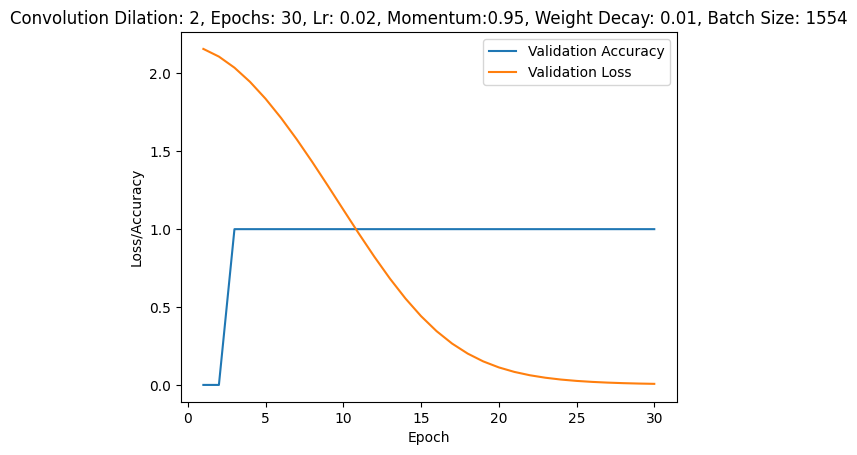 Convolution Dilation: 2, Epochs: 30, Lr: 0.02, Momentum:0.95, Weight Decay: 0.01, Batch Size: 1554
Validation Accuracy
Validation Loss
2.0
1.5
1.0
0.5
0.0
Loss/Accuracy
0 5 10 15 20 25 30
Epoch